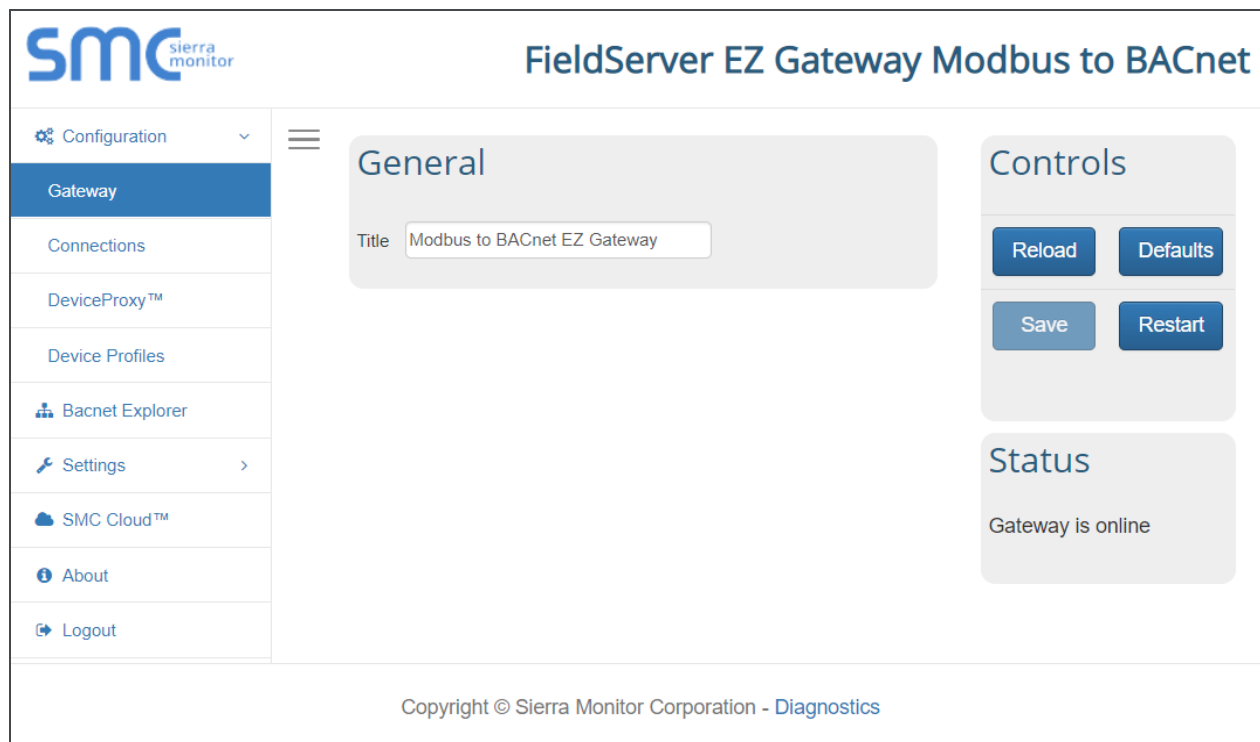 SMC sierra monitor
FieldServer EZ Gateway Modbus to BACnet
Configuration
Gateway
Connections
DeviceProxy™
Device Profiles
Bacnet Explorer
Settings
SMC Cloud™
About
Logout
General
Title Modbus to BACnet EZ Gateway
Controls
Reload Defaults
Save Restart
Status
Gateway is online
Copyright © Sierra Monitor Corporation - Diagnostics